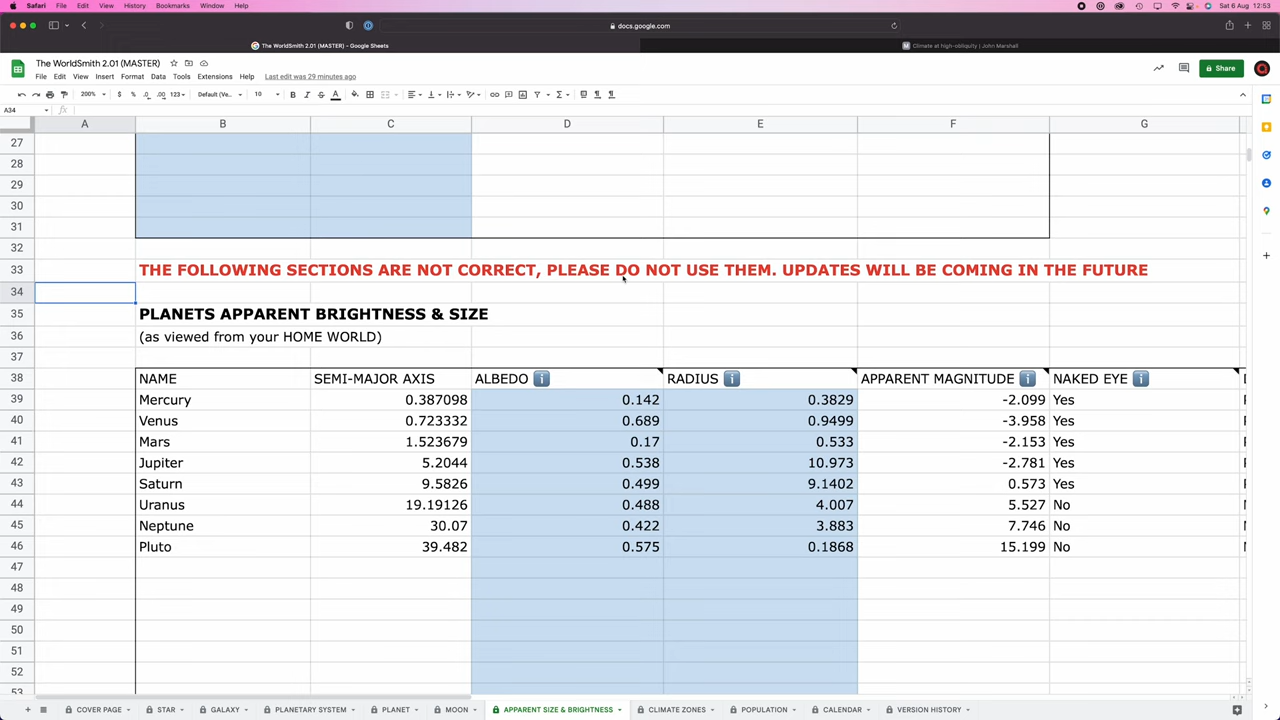 Safari File Edit View History Bookmarks Window Help Sat 6 Aug 12:53
docs.google.com
The WorldSmith 2.01 (MASTER) – Google Sheets Climate at high-obliquity | John Marshall
The WorldSmith 2.01 (MASTER)
File Edit View Insert Format Data Tools Extensions Help Last edit was 29 minutes ago Share
200% $ % .0 .00 123 Default (Ve... 10 B I S A
A34 fx
A B C D E F G
27
28
29
30
31
32
33 THE FOLLOWING SECTIONS ARE NOT CORRECT, PLEASE DO NOT USE THEM. UPDATES WILL BE COMING IN THE FUTURE
34
35 PLANETS APPARENT BRIGHTNESS & SIZE
36 (as viewed from your HOME WORLD)
37
38 NAME SEMI-MAJOR AXIS ALBEDO RADIUS APPARENT MAGNITUDE NAKED EYE
39 Mercury 0.387098 0.142 0.3829 -2.099 Yes
40 Venus 0.723332 0.689 0.9499 -3.958 Yes
41 Mars 1.523679 0.17 0.533 -2.153 Yes
42 Jupiter 5.2044 0.538 10.973 -2.781 Yes
43 Saturn 9.5826 0.499 9.1402 0.573 Yes
44 Uranus 19.19126 0.488 4.007 5.527 No
45 Neptune 30.07 0.422 3.883 7.746 No
46 Pluto 39.482 0.575 0.1868 15.199 No
47
48
49
50
51
52
53
COVER PAGE STAR GALAXY PLANETARY SYSTEM PLANET MOON APPARENT SIZE & BRIGHTNESS CLIMATE ZONES POPULATION CALENDAR VERSION HISTORY